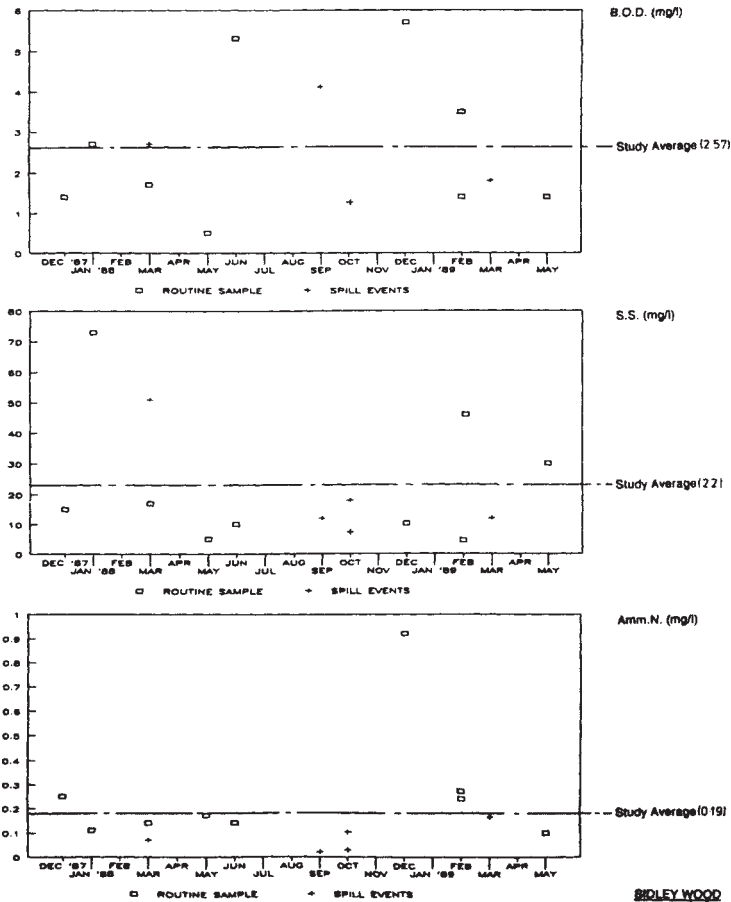 B.O.D. (mg/l)
6
5
4
3
2
1
0
Study Average (2.57)
DEC '87 FEB APR JUN AUG OCT DEC FEB APR
JAN '88 MAR MAY JUL SEP NOV JAN '89 MAR MAY
ROUTINE SAMPLE + SPILL EVENTS
S.S. (mg/l)
80
70
60
50
40
30
20
10
0
Study Average (22)
DEC '87 FEB APR JUN AUG OCT DEC FEB APR
JAN '88 MAR MAY JUL SEP NOV JAN '89 MAR MAY
ROUTINE SAMPLE + SPILL EVENTS
Amm.N. (mg/l)
1
0.9
0.8
0.7
0.6
0.5
0.4
0.3
0.2
0.1
0
Study Average (0.19)
DEC '87 FEB APR JUN AUG OCT DEC FEB APR
JAN '88 MAR MAY JUL SEP NOV JAN '89 MAR MAY
ROUTINE SAMPLE + SPILL EVENTS
BIDLEY WOOD